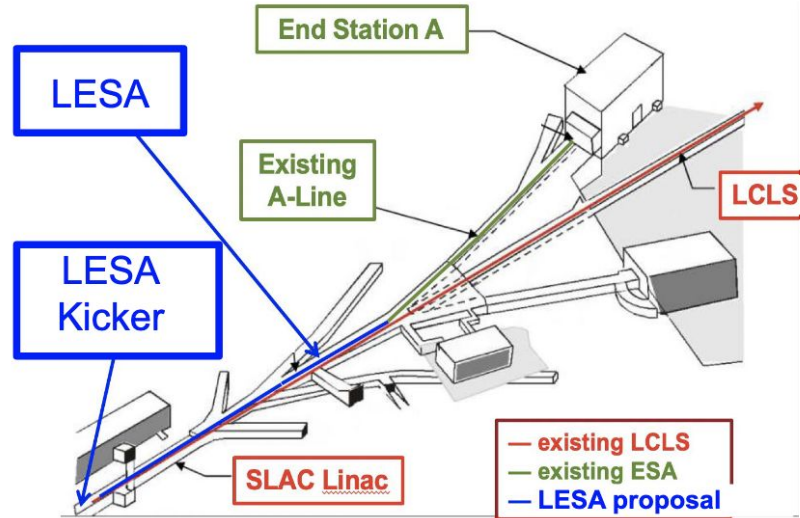 End Station A
LESA
Existing
A-Line
LCLS
LESA
Kicker
SLAC Linac
— existing LCLS
— existing ESA
— LESA proposal